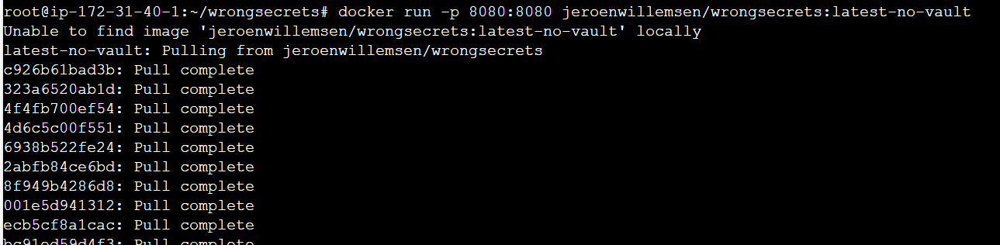 root@ip-172-31-40-1:~/wrongsecrets# docker run -p 8080:8080 jeroenwillemsen/wrongsecrets:latest-no-vault
Unable to find image 'jeroenwillemsen/wrongsecrets:latest-no-vault' locally
latest-no-vault: Pulling from jeroenwillemsen/wrongsecrets
c926b61bad3b: Pull complete
323a6520ab1d: Pull complete
4f4fb700ef54: Pull complete
4d6c5c00f551: Pull complete
6938b522fe24: Pull complete
2abfb84ce6bd: Pull complete
8f949b4286d8: Pull complete
001e5d941312: Pull complete
ecb5cf8a1cac: Pull complete
Pull complete